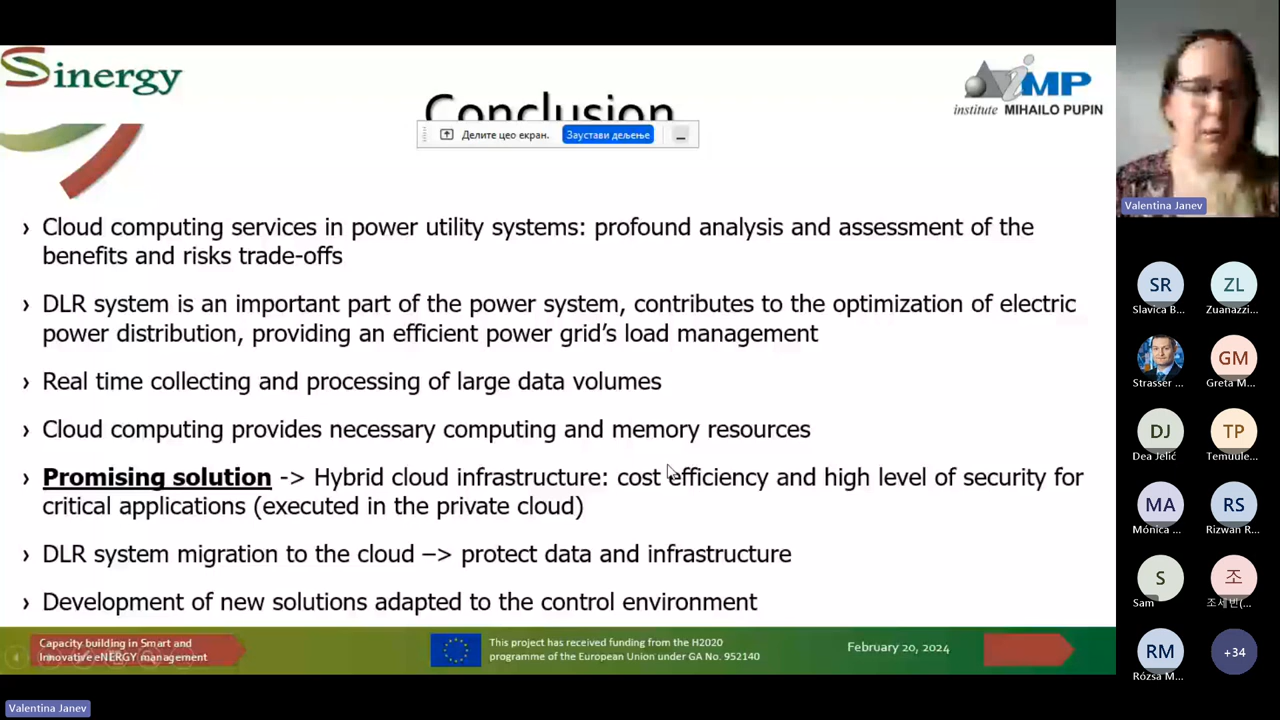 Sinergy
iMP
institute MIHAILO PUPIN
Conclusion
Делите цео екран.
Заустави дељење
› Cloud computing services in power utility systems: profound analysis and assessment of the
benefits and risks trade-offs
› DLR system is an important part of the power system, contributes to the optimization of electric
power distribution, providing an efficient power grid’s load management
› Real time collecting and processing of large data volumes
› Cloud computing provides necessary computing and memory resources
› Promising solution -> Hybrid cloud infrastructure: cost efficiency and high level of security for
critical applications (executed in the private cloud)
› DLR system migration to the cloud –> protect data and infrastructure
› Development of new solutions adapted to the control environment
Capacity building in Smart and
Innovative eNERGY management
This project has received funding from the H2020
programme of the European Union under GA No. 952140
February 20, 2024
Valentina Janev
Valentina Janev
SR
Slavica B...
ZL
Zuanazzi...
Strasser ...
GM
Greta M...
DJ
Dea Jelić
TP
Temuule...
MA
Mónica ...
RS
Rizwan R...
S
Sam
조
조세빈(...
RM
Rózsa M...
+34